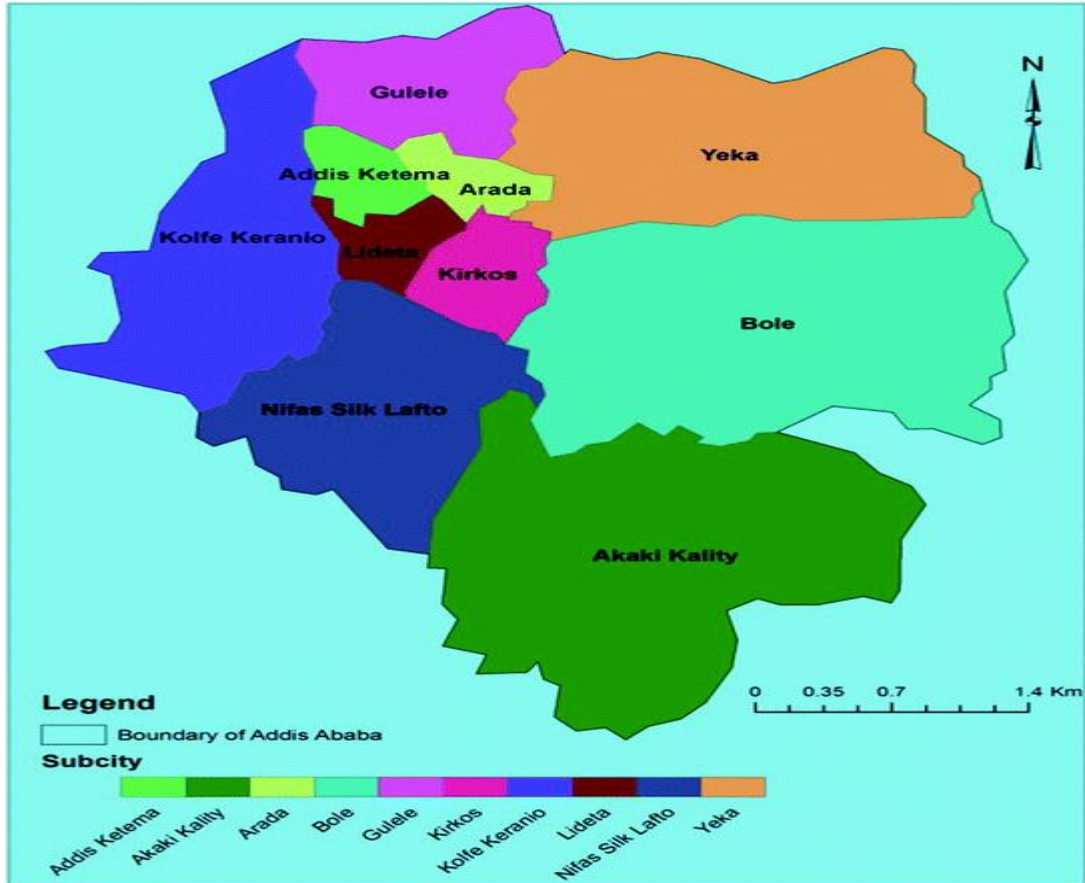 N
Gulele
Yeka
Addis Ketema
Arada
Kolfe Keranio
Lideta
Kirkos
Bole
Nifas Silk Lafto
Akaki Kality
0 0.35 0.7 1.4 Km
Legend
Boundary of Addis Ababa
Subcity
Addis Ketema
Akaki Kality
Arada
Bole
Gulele
Kirkos
Kolfe Keranio
Lideta
Nifas Silk Lafto
Yeka